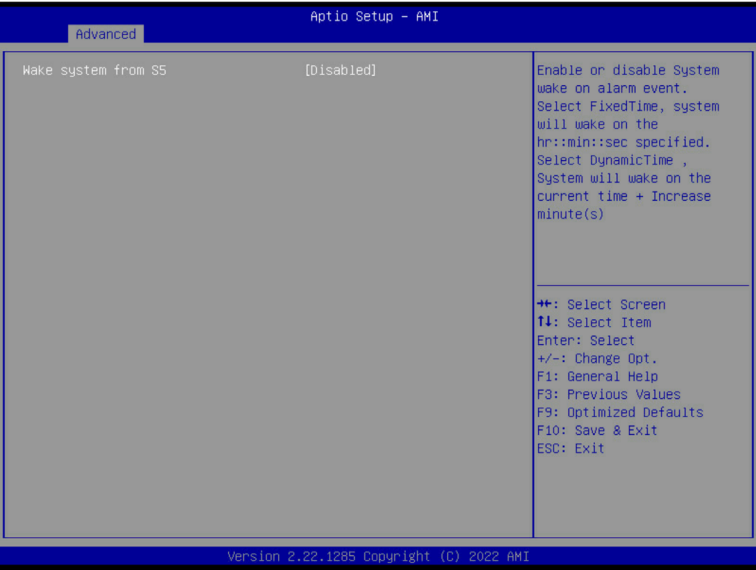 Aptio Setup – AMI
Advanced
Wake system from S5 [Disabled]
Enable or disable System
wake on alarm event.
Select FixedTime, system
will wake on the
hr::min::sec specified.
Select DynamicTime ,
System will wake on the
current time + Increase
minute(s)
→←: Select Screen
↑↓: Select Item
Enter: Select
+/-: Change Opt.
F1: General Help
F3: Previous Values
F9: Optimized Defaults
F10: Save & Exit
ESC: Exit
Version 2.22.1285 Copyright (C) 2022 AMI